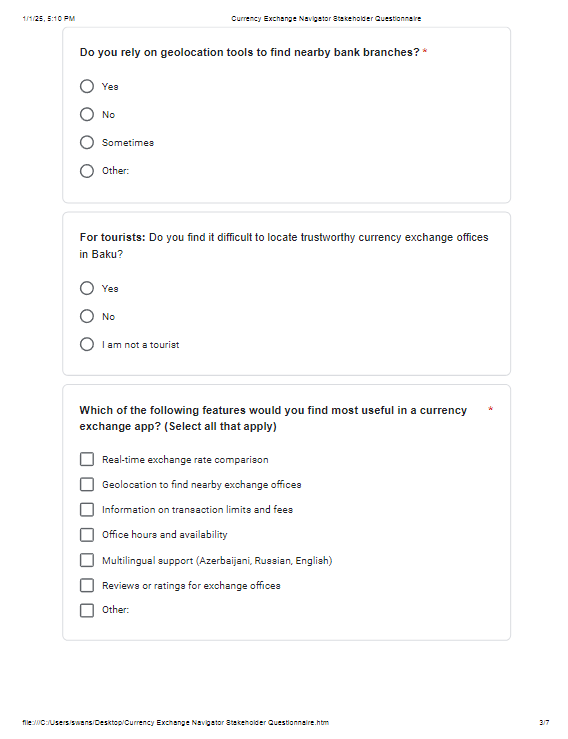 1/1/25, 5:10 PM Currency Exchange Navigator Stakeholder Questionnaire
Do you rely on geolocation tools to find nearby bank branches? *
Yes
No
Sometimes
Other:
For tourists: Do you find it difficult to locate trustworthy currency exchange offices
in Baku?
Yes
No
I am not a tourist
Which of the following features would you find most useful in a currency *
exchange app? (Select all that apply)
Real-time exchange rate comparison
Geolocation to find nearby exchange offices
Information on transaction limits and fees
Office hours and availability
Multilingual support (Azerbaijani, Russian, English)
Reviews or ratings for exchange offices
Other:
file:///C:/Users/swans/Desktop/Currency Exchange Navigator Stakeholder Questionnaire.htm 3/7